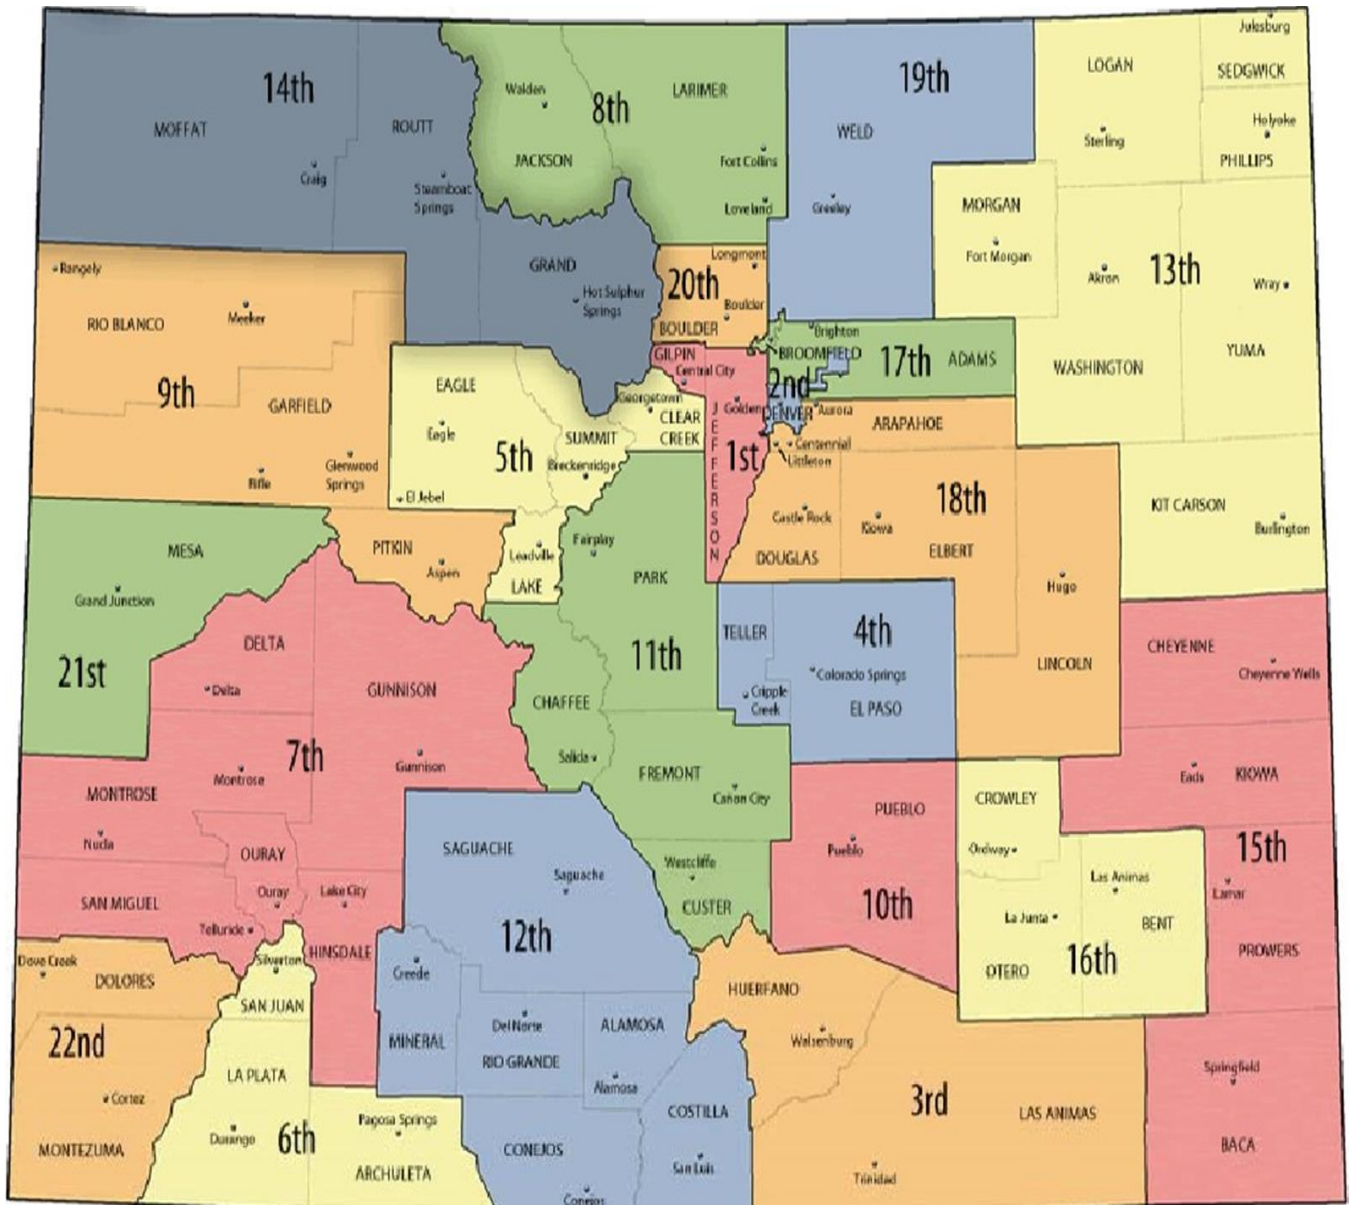 Julesburg
LOGAN
SEDGWICK
14th
19th
Walden
LARIMER
8th
Holyoke
MOFFAT
ROUTT
WELD
Sterling
JACKSON
Fort Collins
PHILLIPS
Craig
Steamboat
Springs
Loveland
Greeley
MORGAN
Fort Morgan
Rangely
GRAND
Longmont
13th
Akron
Wray
20th
Hot Sulphur
Springs
Boulder
Meeker
RIO BLANCO
BOULDER
Brighton
GILPIN
BROOMFIELD
17th
ADAMS
WASHINGTON
YUMA
Central City
9th
EAGLE
2nd
GARFIELD
Georgetown
CLEAR
CREEK
Golden
DENVER
Aurora
ARAPAHOE
Eagle
SUMMIT
JEFFERSON
1st
Centennial
Littleton
5th
Breckenridge
Rifle
Glenwood
Springs
El Jebel
18th
KIT CARSON
Castle Rock
Kiowa
Burlington
MESA
PITKIN
Leadville
Fairplay
ELBERT
DOUGLAS
Aspen
LAKE
PARK
Hugo
Grand Junction
DELTA
TELLER
4th
CHEYENNE
21st
11th
LINCOLN
Cheyenne Wells
Delta
GUNNISON
Colorado Springs
Cripple
Creek
EL PASO
CHAFFEE
7th
Salida
Montrose
Gunnison
FREMONT
Eads
KIOWA
MONTROSE
Cañon City
CROWLEY
PUEBLO
Nucla
OURAY
SAGUACHE
Pueblo
Ordway
15th
Westcliffe
Saguache
Las Animas
Lamar
Ouray
Lake City
SAN MIGUEL
CUSTER
10th
La Junta
BENT
Telluride
12th
HINSDALE
PROWERS
Dove Creek
Silverton
Creede
16th
OTERO
DOLORES
HUERFANO
SAN JUAN
Del Norte
ALAMOSA
22nd
MINERAL
RIO GRANDE
Walsenburg
LA PLATA
Alamosa
Springfield
Cortez
3rd
COSTILLA
LAS ANIMAS
Pagosa Springs
Durango
6th
MONTEZUMA
CONEJOS
BACA
ARCHULETA
San Luis
Trinidad
Conejos